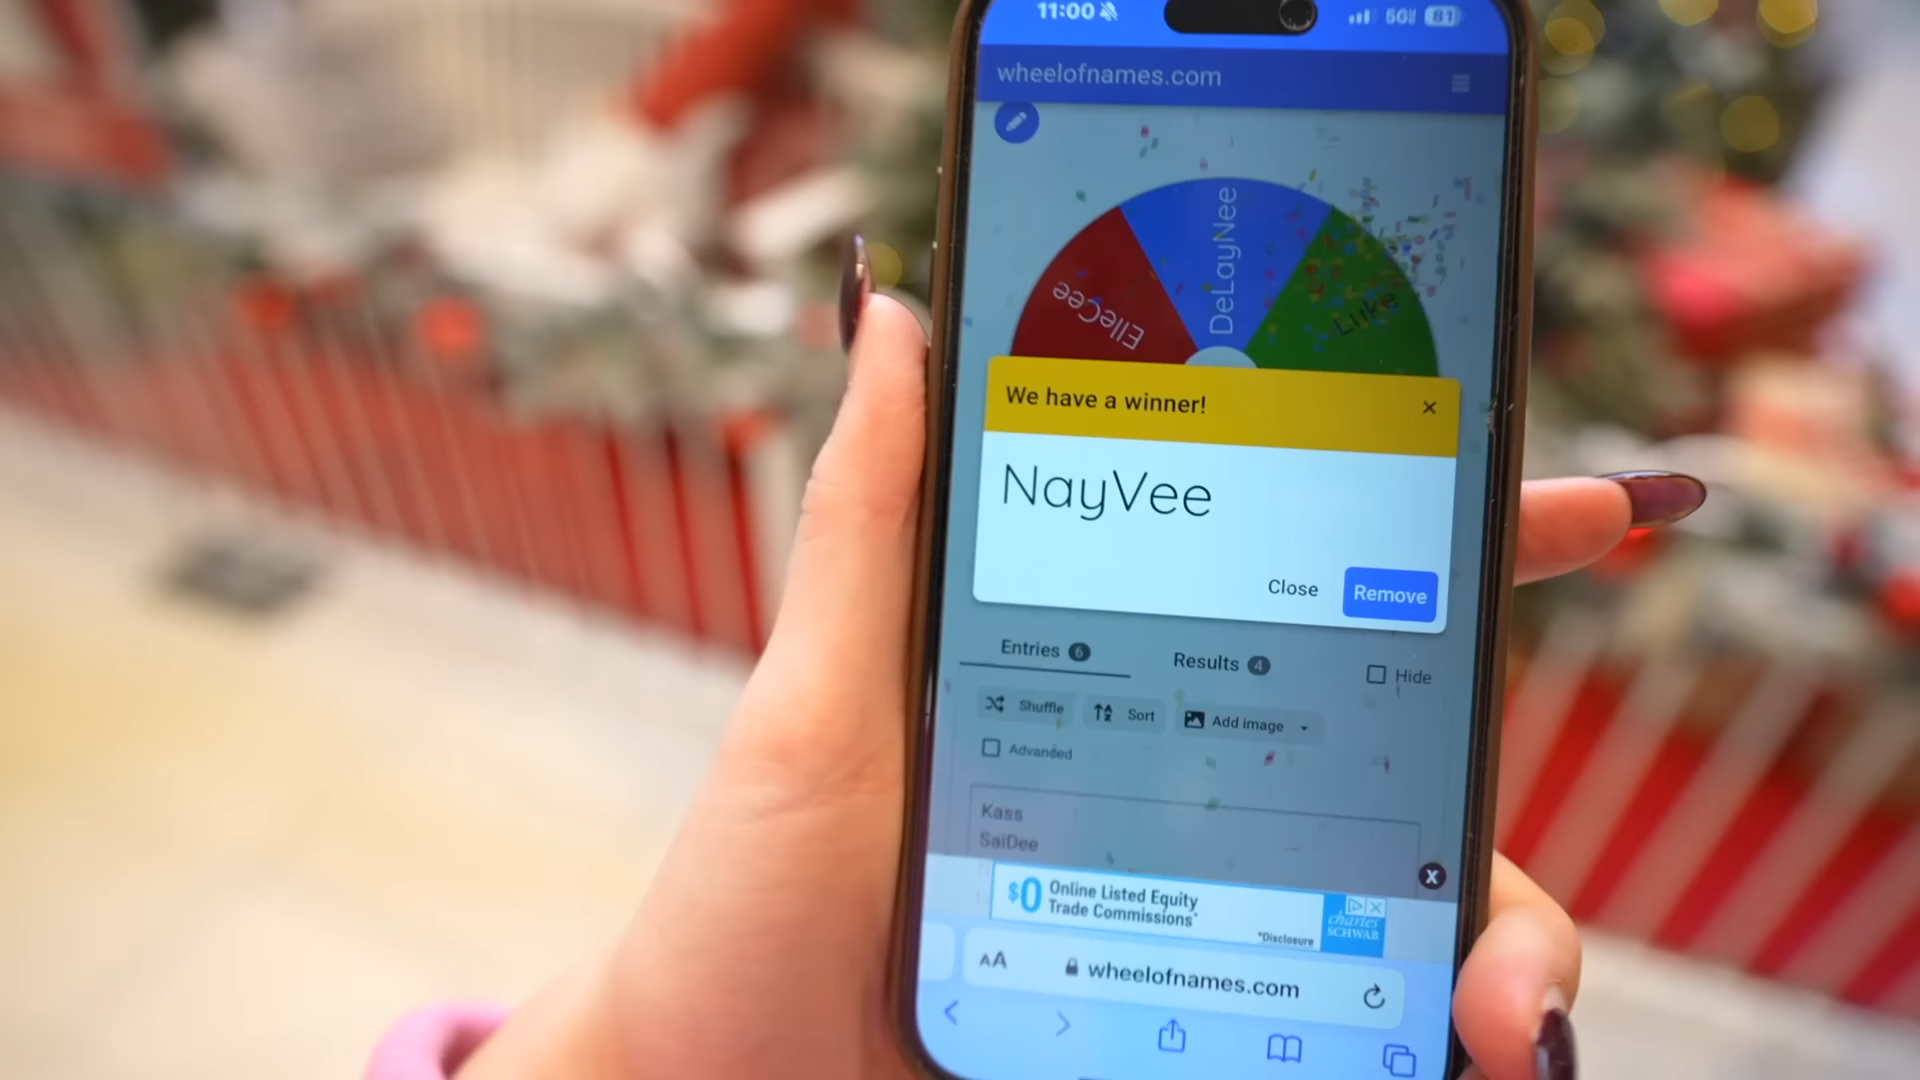 11:00
5G 81
wheelofnames.com
ElleCee
DeLayNee
Luke
We have a winner!
NayVee
Close
Remove
Entries 6
Results 4
Hide
Shuffle
Sort
Add image
Advanced
Kass
SaiDee
$0
Online Listed Equity
Trade Commissions*
*Disclosure
charles
SCHWAB
AA
wheelofnames.com